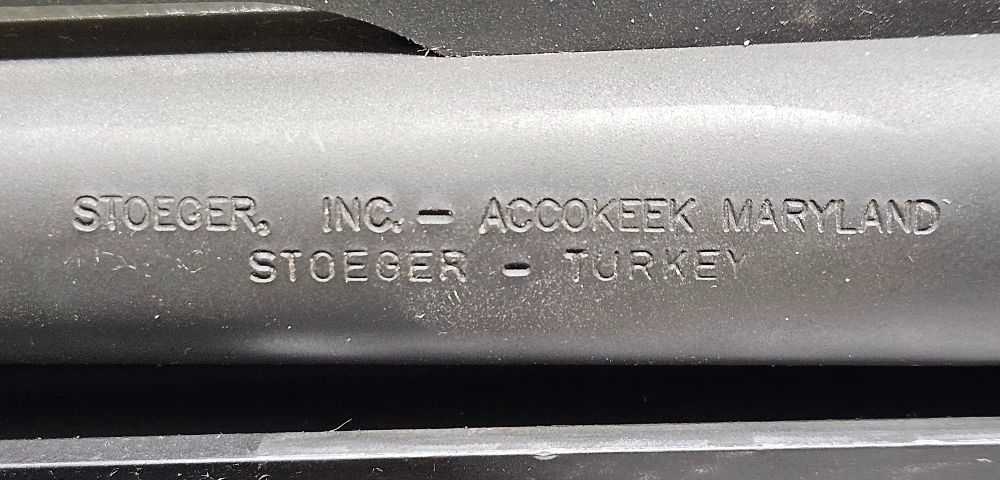 STOEGER, INC. - ACCOKEEK MARYLAND
STOEGER - TURKEY